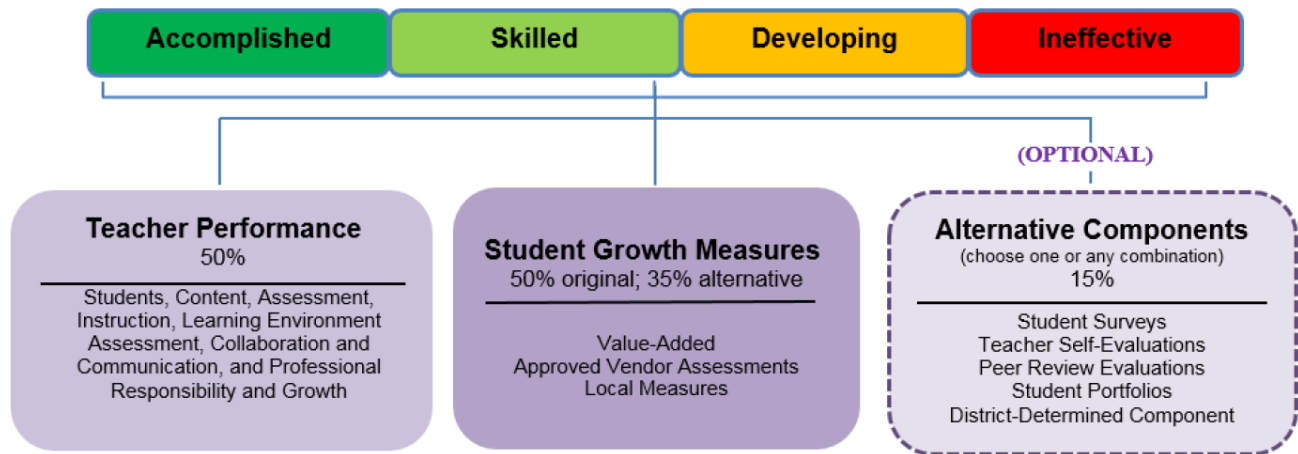 Accomplished
Skilled
Developing
Ineffective
(OPTIONAL)
Teacher Performance
50%
Students, Content, Assessment,
Instruction, Learning Environment
Assessment, Collaboration and
Communication, and Professional
Responsibility and Growth
Student Growth Measures
50% original; 35% alternative
Value-Added
Approved Vendor Assessments
Local Measures
Alternative Components
(choose one or any combination)
15%
Student Surveys
Teacher Self-Evaluations
Peer Review Evaluations
Student Portfolios
District-Determined Component